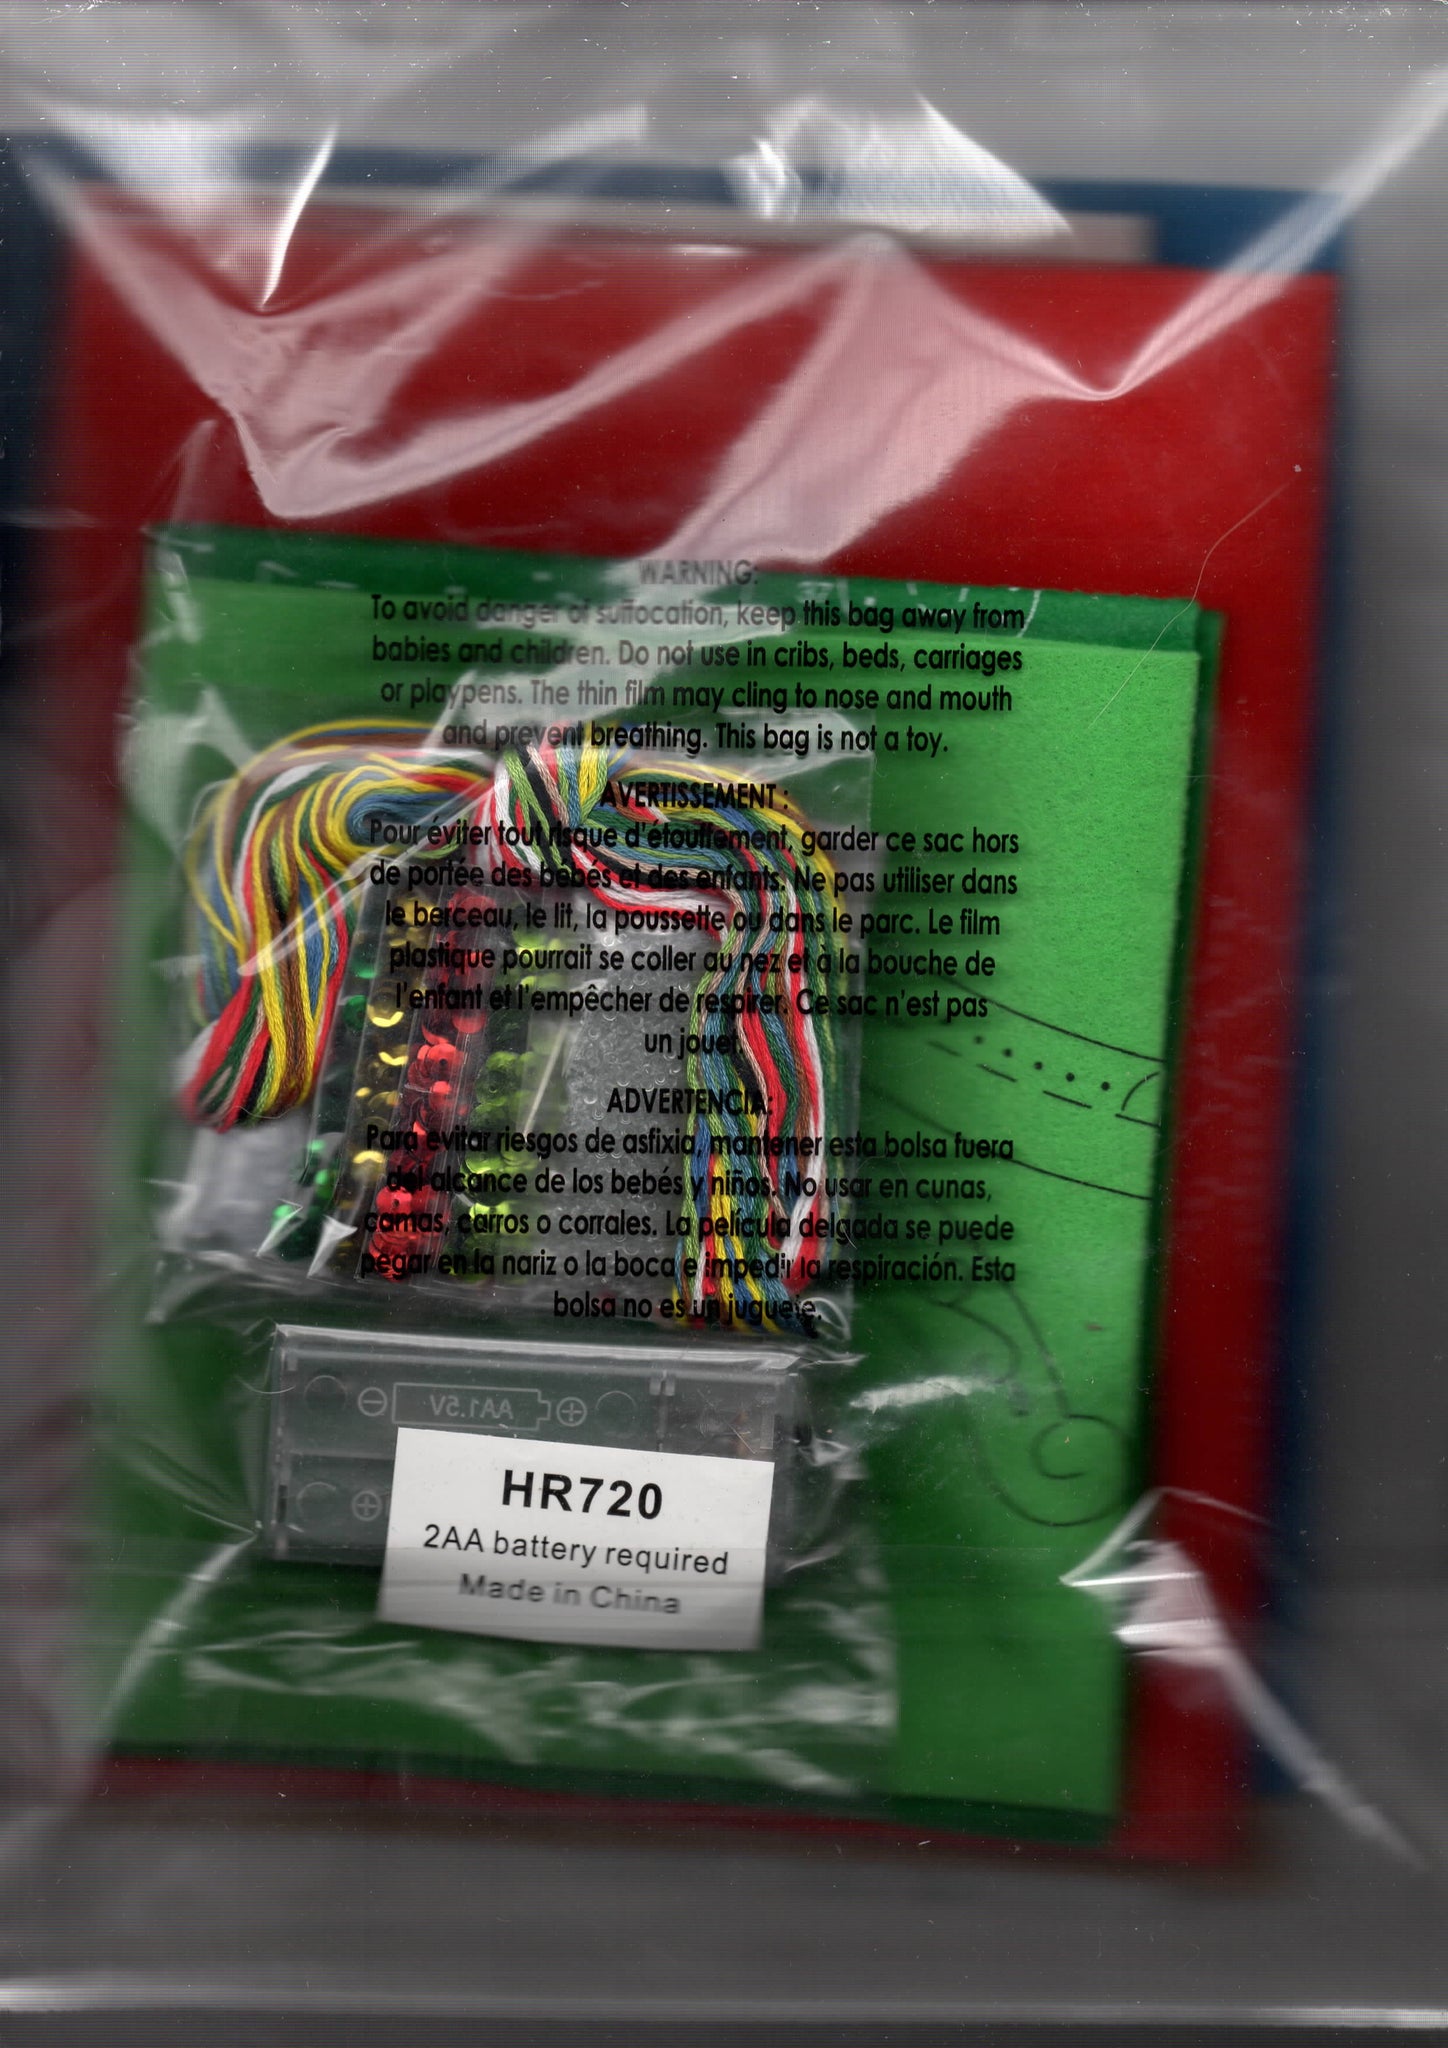 WARNING:
To avoid danger of suffocation, keep this bag away from
babies and children. Do not use in cribs, beds, carriages
or playpens. The thin film may cling to nose and mouth
and prevent breathing. This bag is not a toy.
AVERTISSEMENT :
Pour éviter tout risque d'étouffement, garder ce sac hors
de portée des bébés et des enfants. Ne pas utiliser dans
le berceau, le lit, la poussette ou dans le parc. Le film
plastique pourrait se coller au nez et à la bouche de
l'enfant et l'empêcher de respirer. Ce sac n'est pas
un jouet.
ADVERTENCIA:
Para evitar riesgos de asfixia, mantener esta bolsa fuera
del alcance de los bebés y niños. No usar en cunas,
camas, carros o corrales. La película delgada se puede
pegar en la nariz o la boca e impedir la respiración. Esta
bolsa no es un juguete.
AA1.5V
HR720
2AA battery required
Made in China